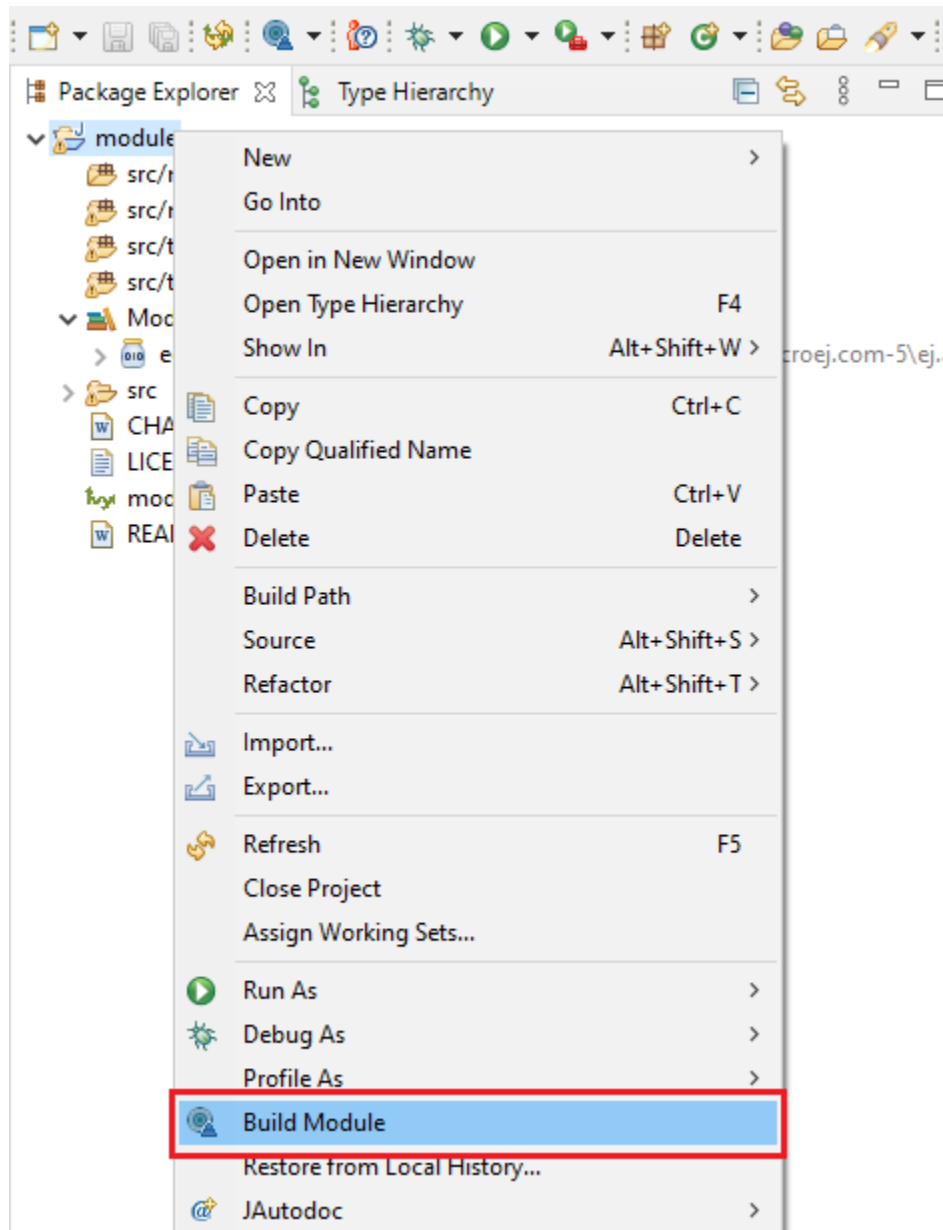 Package Explorer Type Hierarchy
module
src/r
src/r
src/t
src/t
Mod
e
croej.com-5\ej.
src
CHA
LICE
mod
REAI
New
Go Into
Open in New Window
Open Type Hierarchy F4
Show In Alt+Shift+W
Copy Ctrl+C
Copy Qualified Name
Paste Ctrl+V
Delete Delete
Build Path
Source Alt+Shift+S
Refactor Alt+Shift+T
Import...
Export...
Refresh F5
Close Project
Assign Working Sets...
Run As
Debug As
Profile As
Build Module
Restore from Local History...
JAutodoc